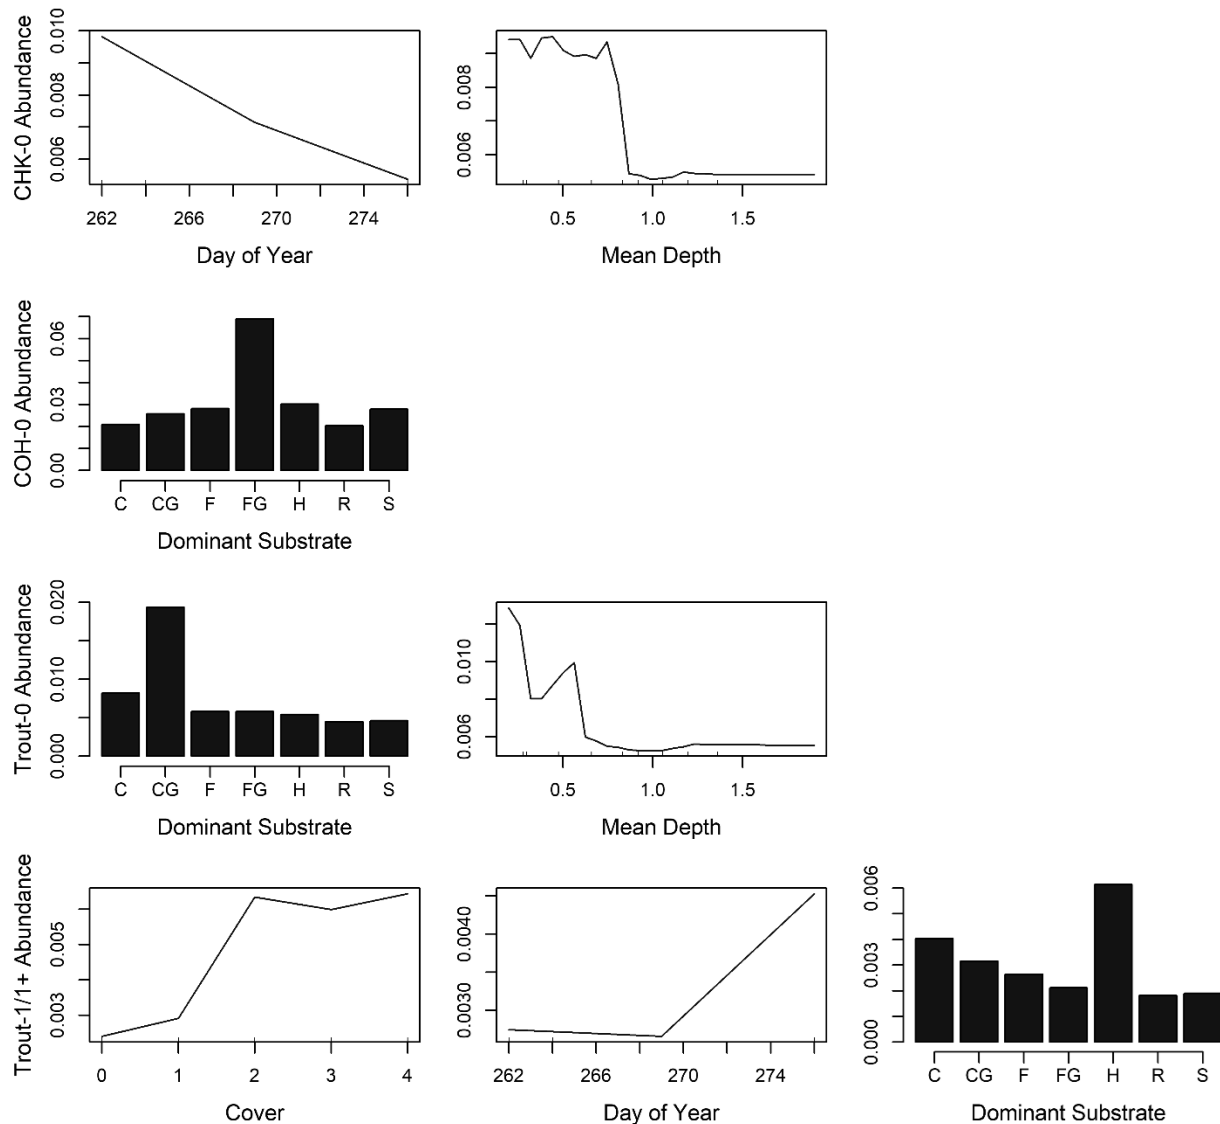 CHK-0 Abundance
0.010
0.008
0.006
262 266 270 274
Day of Year
0.008
0.006
0.5 1.0 1.5
Mean Depth
COH-0 Abundance
0.06
0.03
0.00
C CG F FG H R S
Dominant Substrate
Trout-0 Abundance
0.020
0.010
0.000
C CG F FG H R S
Dominant Substrate
0.010
0.006
0.5 1.0 1.5
Mean Depth
Trout-1/1+ Abundance
0.005
0.003
0 1 2 3 4
Cover
0.0040
0.0030
262 266 270 274
Day of Year
0.006
0.003
0.000
C CG F FG H R S
Dominant Substrate